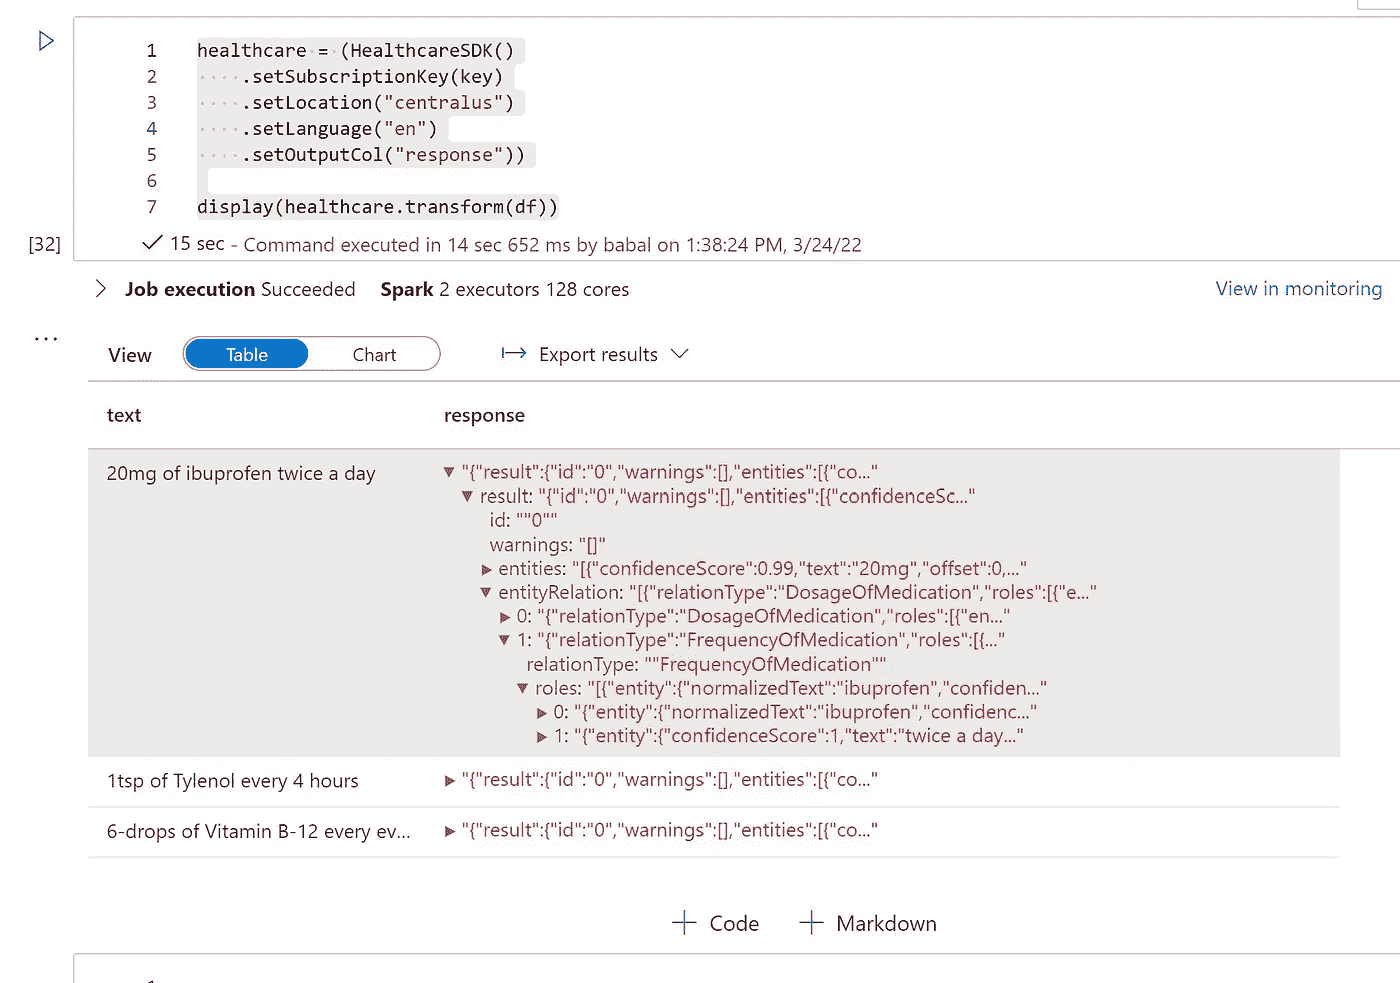 1 healthcare = (HealthcareSDK()
2 ····.setSubscriptionKey(key)
3 ····.setLocation("centralus")
4 ····.setLanguage("en")
5 ····.setOutputCol("response"))
6
7 display(healthcare.transform(df))
[32] 15 sec - Command executed in 14 sec 652 ms by babal on 1:38:24 PM, 3/24/22
Job execution Succeeded Spark 2 executors 128 cores View in monitoring
View Table Chart Export results
text response
20mg of ibuprofen twice a day "{"result":{"id":"0","warnings":[],"entities":[{"co..."
result: "{"id":"0","warnings":[],"entities":[{"confidenceSc..."
id: ""0""
warnings: "[]"
entities: "[{"confidenceScore":0.99,"text":"20mg","offset":0,..."
entityRelation: "[{"relationType":"DosageOfMedication","roles":[{"e..."
0: "{"relationType":"DosageOfMedication","roles":[{"en..."
1: "{"relationType":"FrequencyOfMedication","roles":[{..."
relationType: ""FrequencyOfMedication""
roles: "[{"entity":{"normalizedText":"ibuprofen","confiden..."
0: "{"entity":{"normalizedText":"ibuprofen","confidenc..."
1: "{"entity":{"confidenceScore":1,"text":"twice a day..."
1tsp of Tylenol every 4 hours "{"result":{"id":"0","warnings":[],"entities":[{"co..."
6-drops of Vitamin B-12 every ev... "{"result":{"id":"0","warnings":[],"entities":[{"co..."
+ Code + Markdown